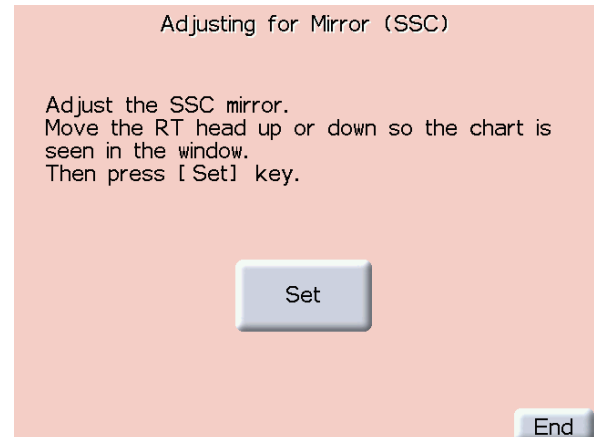 Adjusting for Mirror (SSC)
Adjust the SSC mirror.
Move the RT head up or down so the chart is
seen in the window.
Then press [Set] key.
Set
End